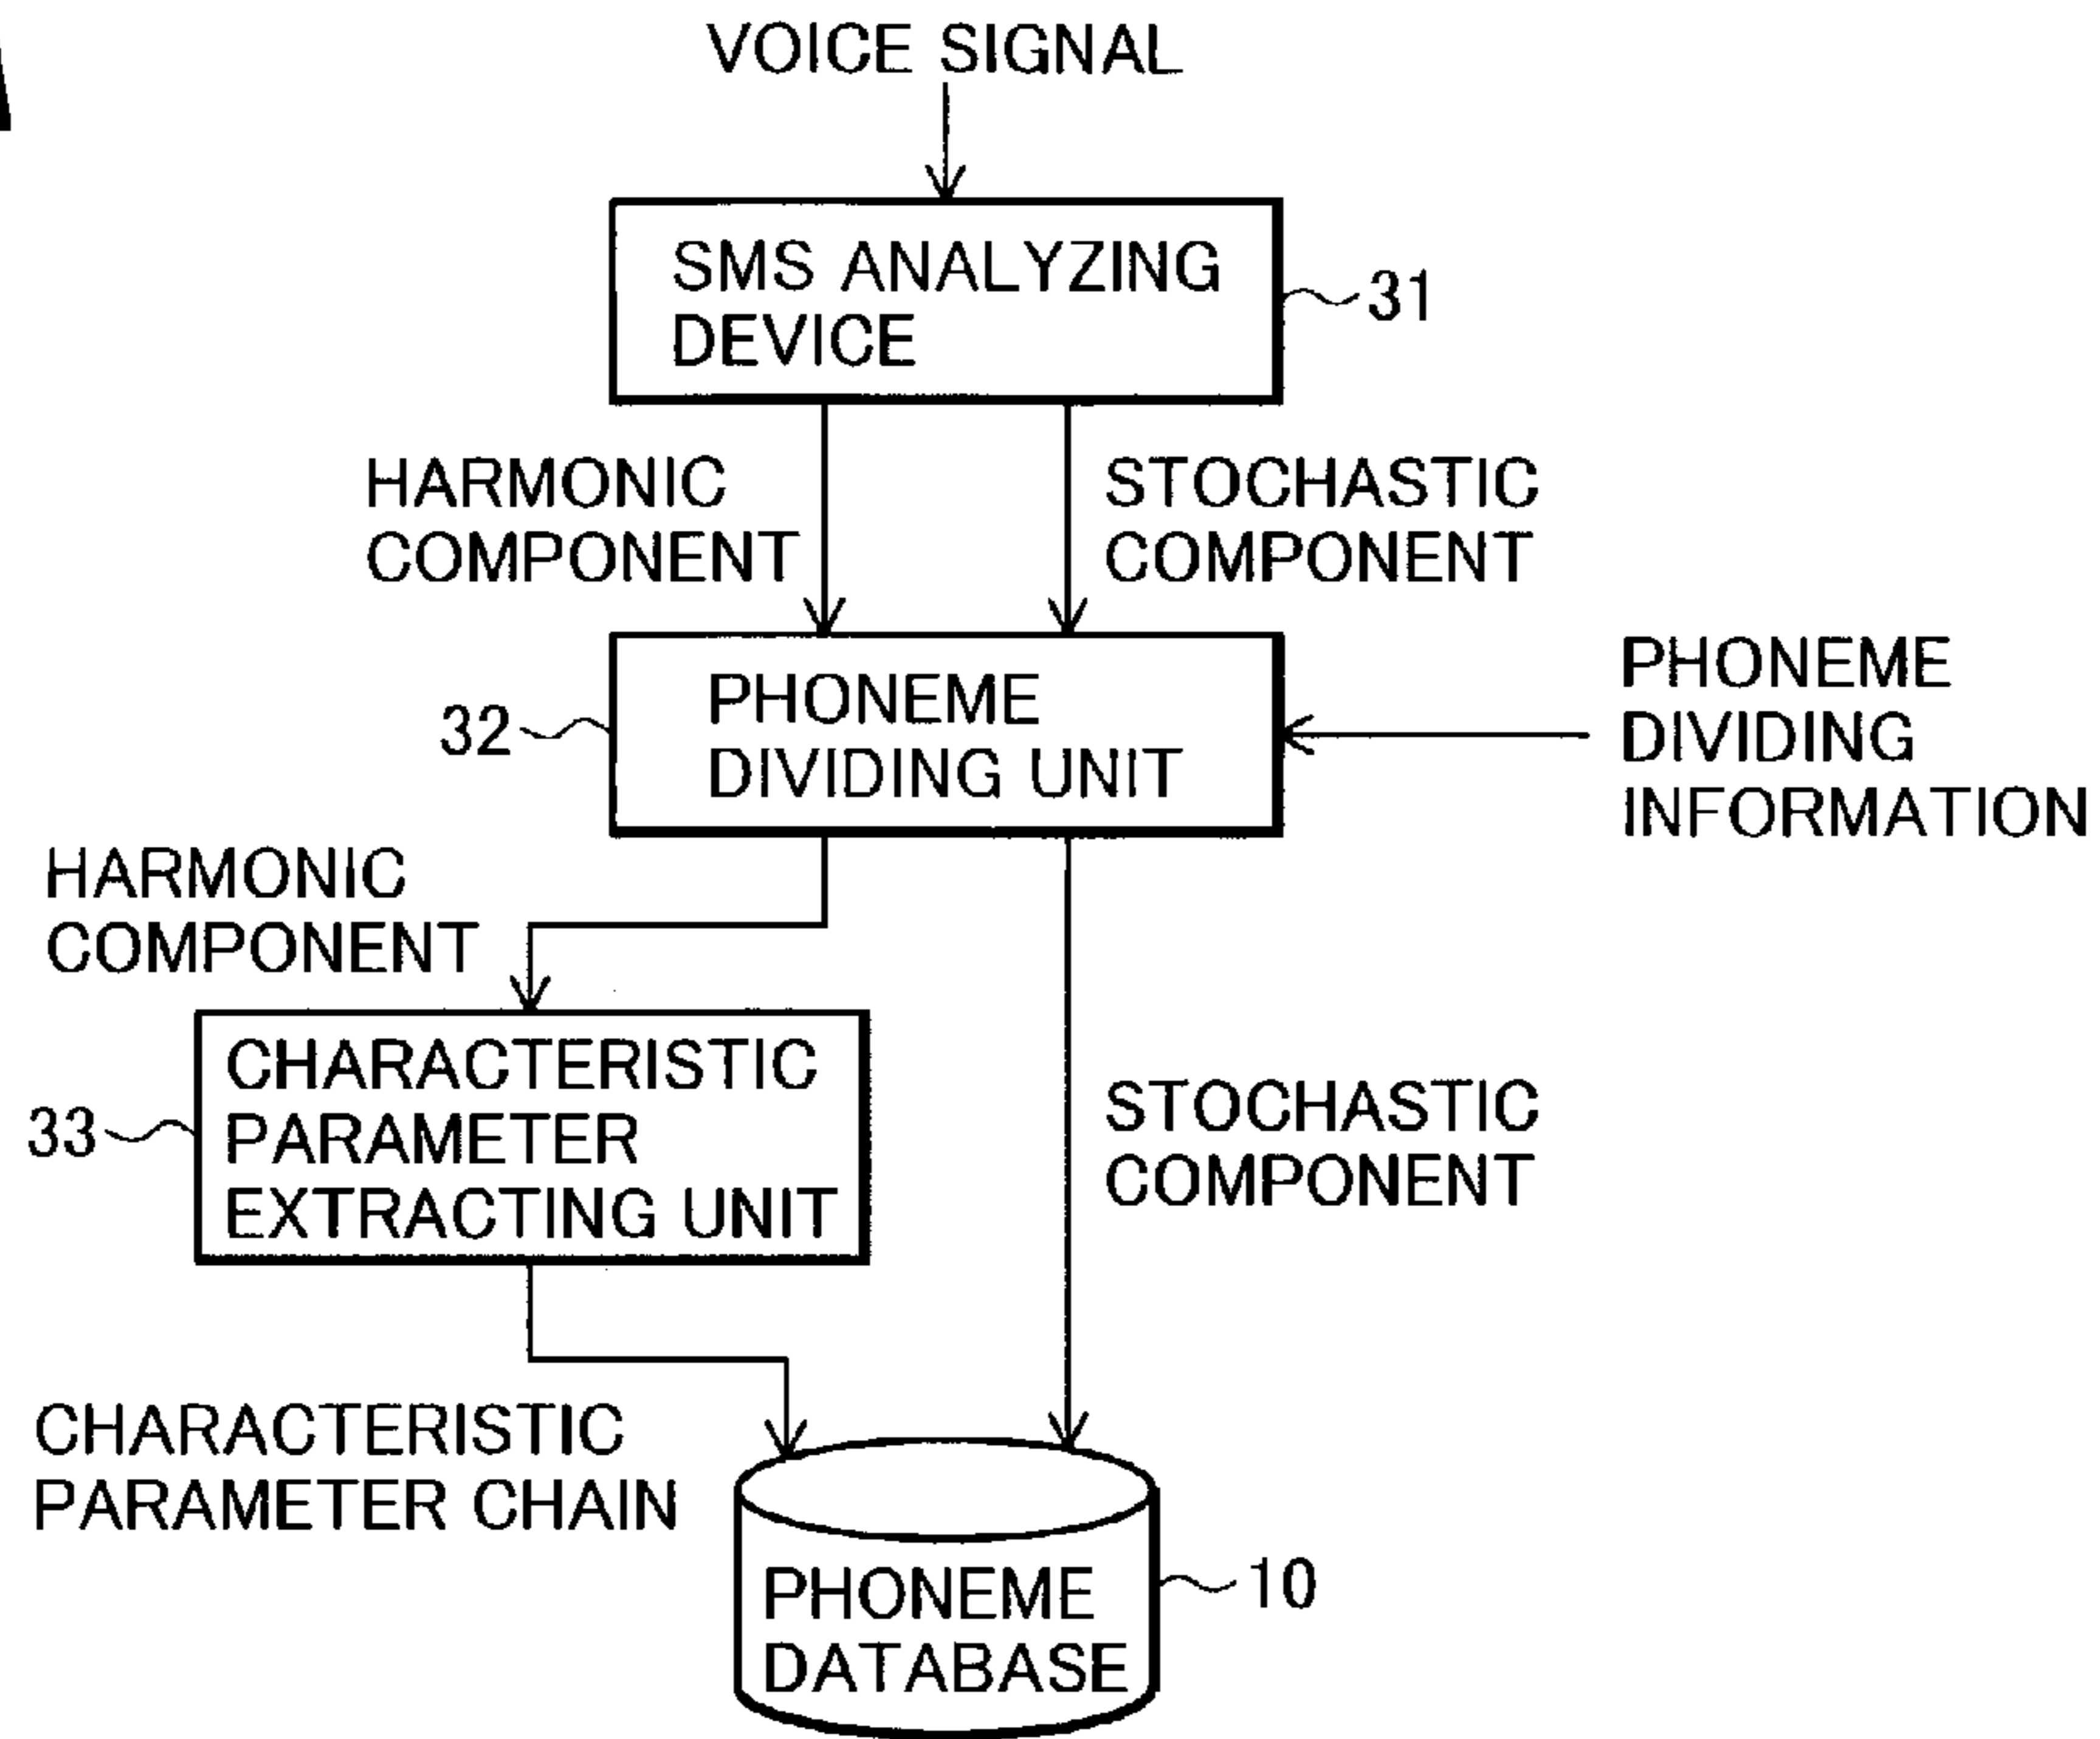 VOICE SIGNAL
SMS ANALYZING
DEVICE
31
HARMONIC
COMPONENT
STOCHASTIC
COMPONENT
32
PHONEME
DIVIDING UNIT
PHONEME
DIVIDING
INFORMATION
HARMONIC
COMPONENT
33
CHARACTERISTIC
PARAMETER
EXTRACTING UNIT
STOCHASTIC
COMPONENT
CHARACTERISTIC
PARAMETER CHAIN
PHONEME
DATABASE
10